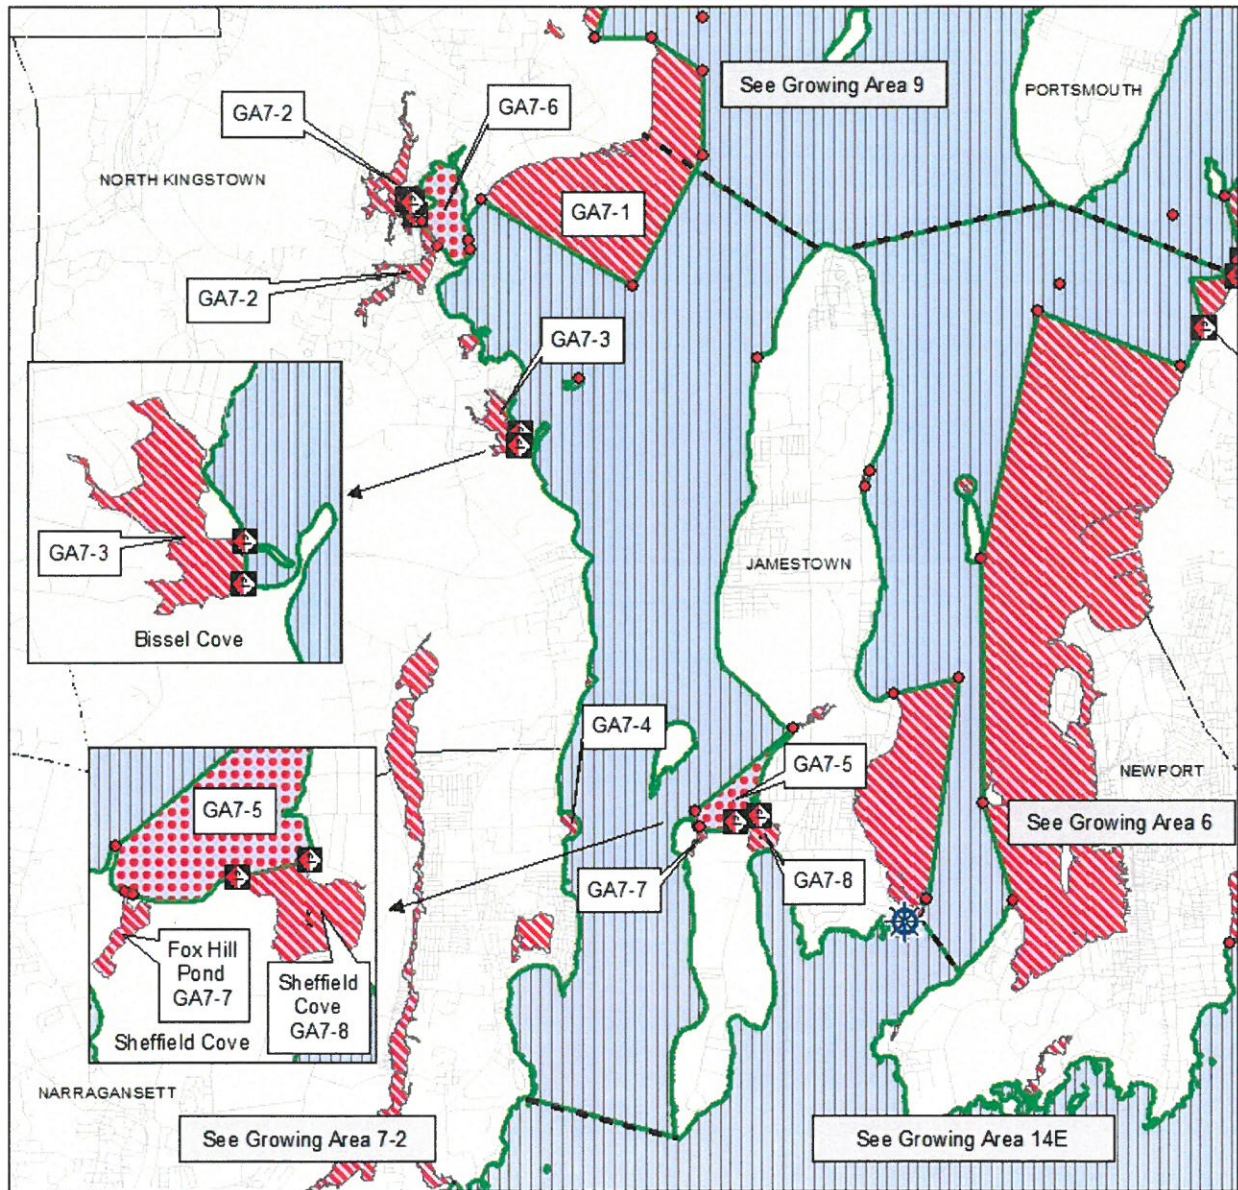 See Growing Area 9
PORTSMOUTH
GA7-2
GA7-6
NORTH KINGSTOWN
GA7-1
GA7-2
GA7-3
GA7-3
Bissel Cove
JAMESTOWN
GA7-4
GA7-5
NEWPORT
GA7-5
See Growing Area 6
GA7-7
GA7-8
Fox Hill
Pond
GA7-7
Sheffield
Cove
GA7-8
Sheffield Cove
NARRAGANSETT
See Growing Area 7-2
See Growing Area 14E